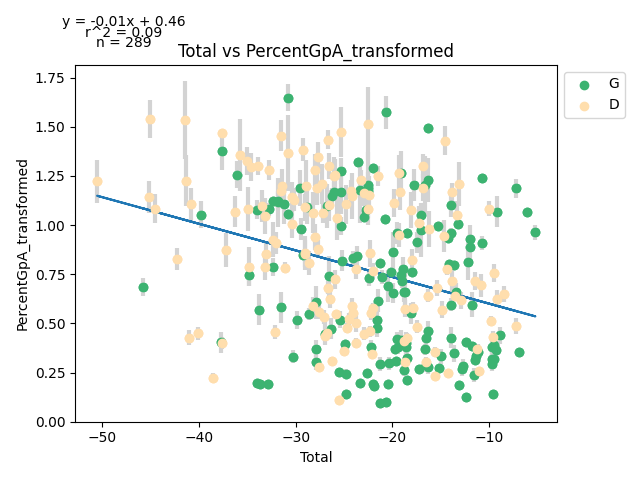 y = -0.01x + 0.46
r^2 = 0.09
n = 289
Total vs PercentGpA_transformed
G
D
PercentGpA_transformed
1.75
1.50
1.25
1.00
0.75
0.50
0.25
0.00
−50 −40 −30 −20 −10
Total